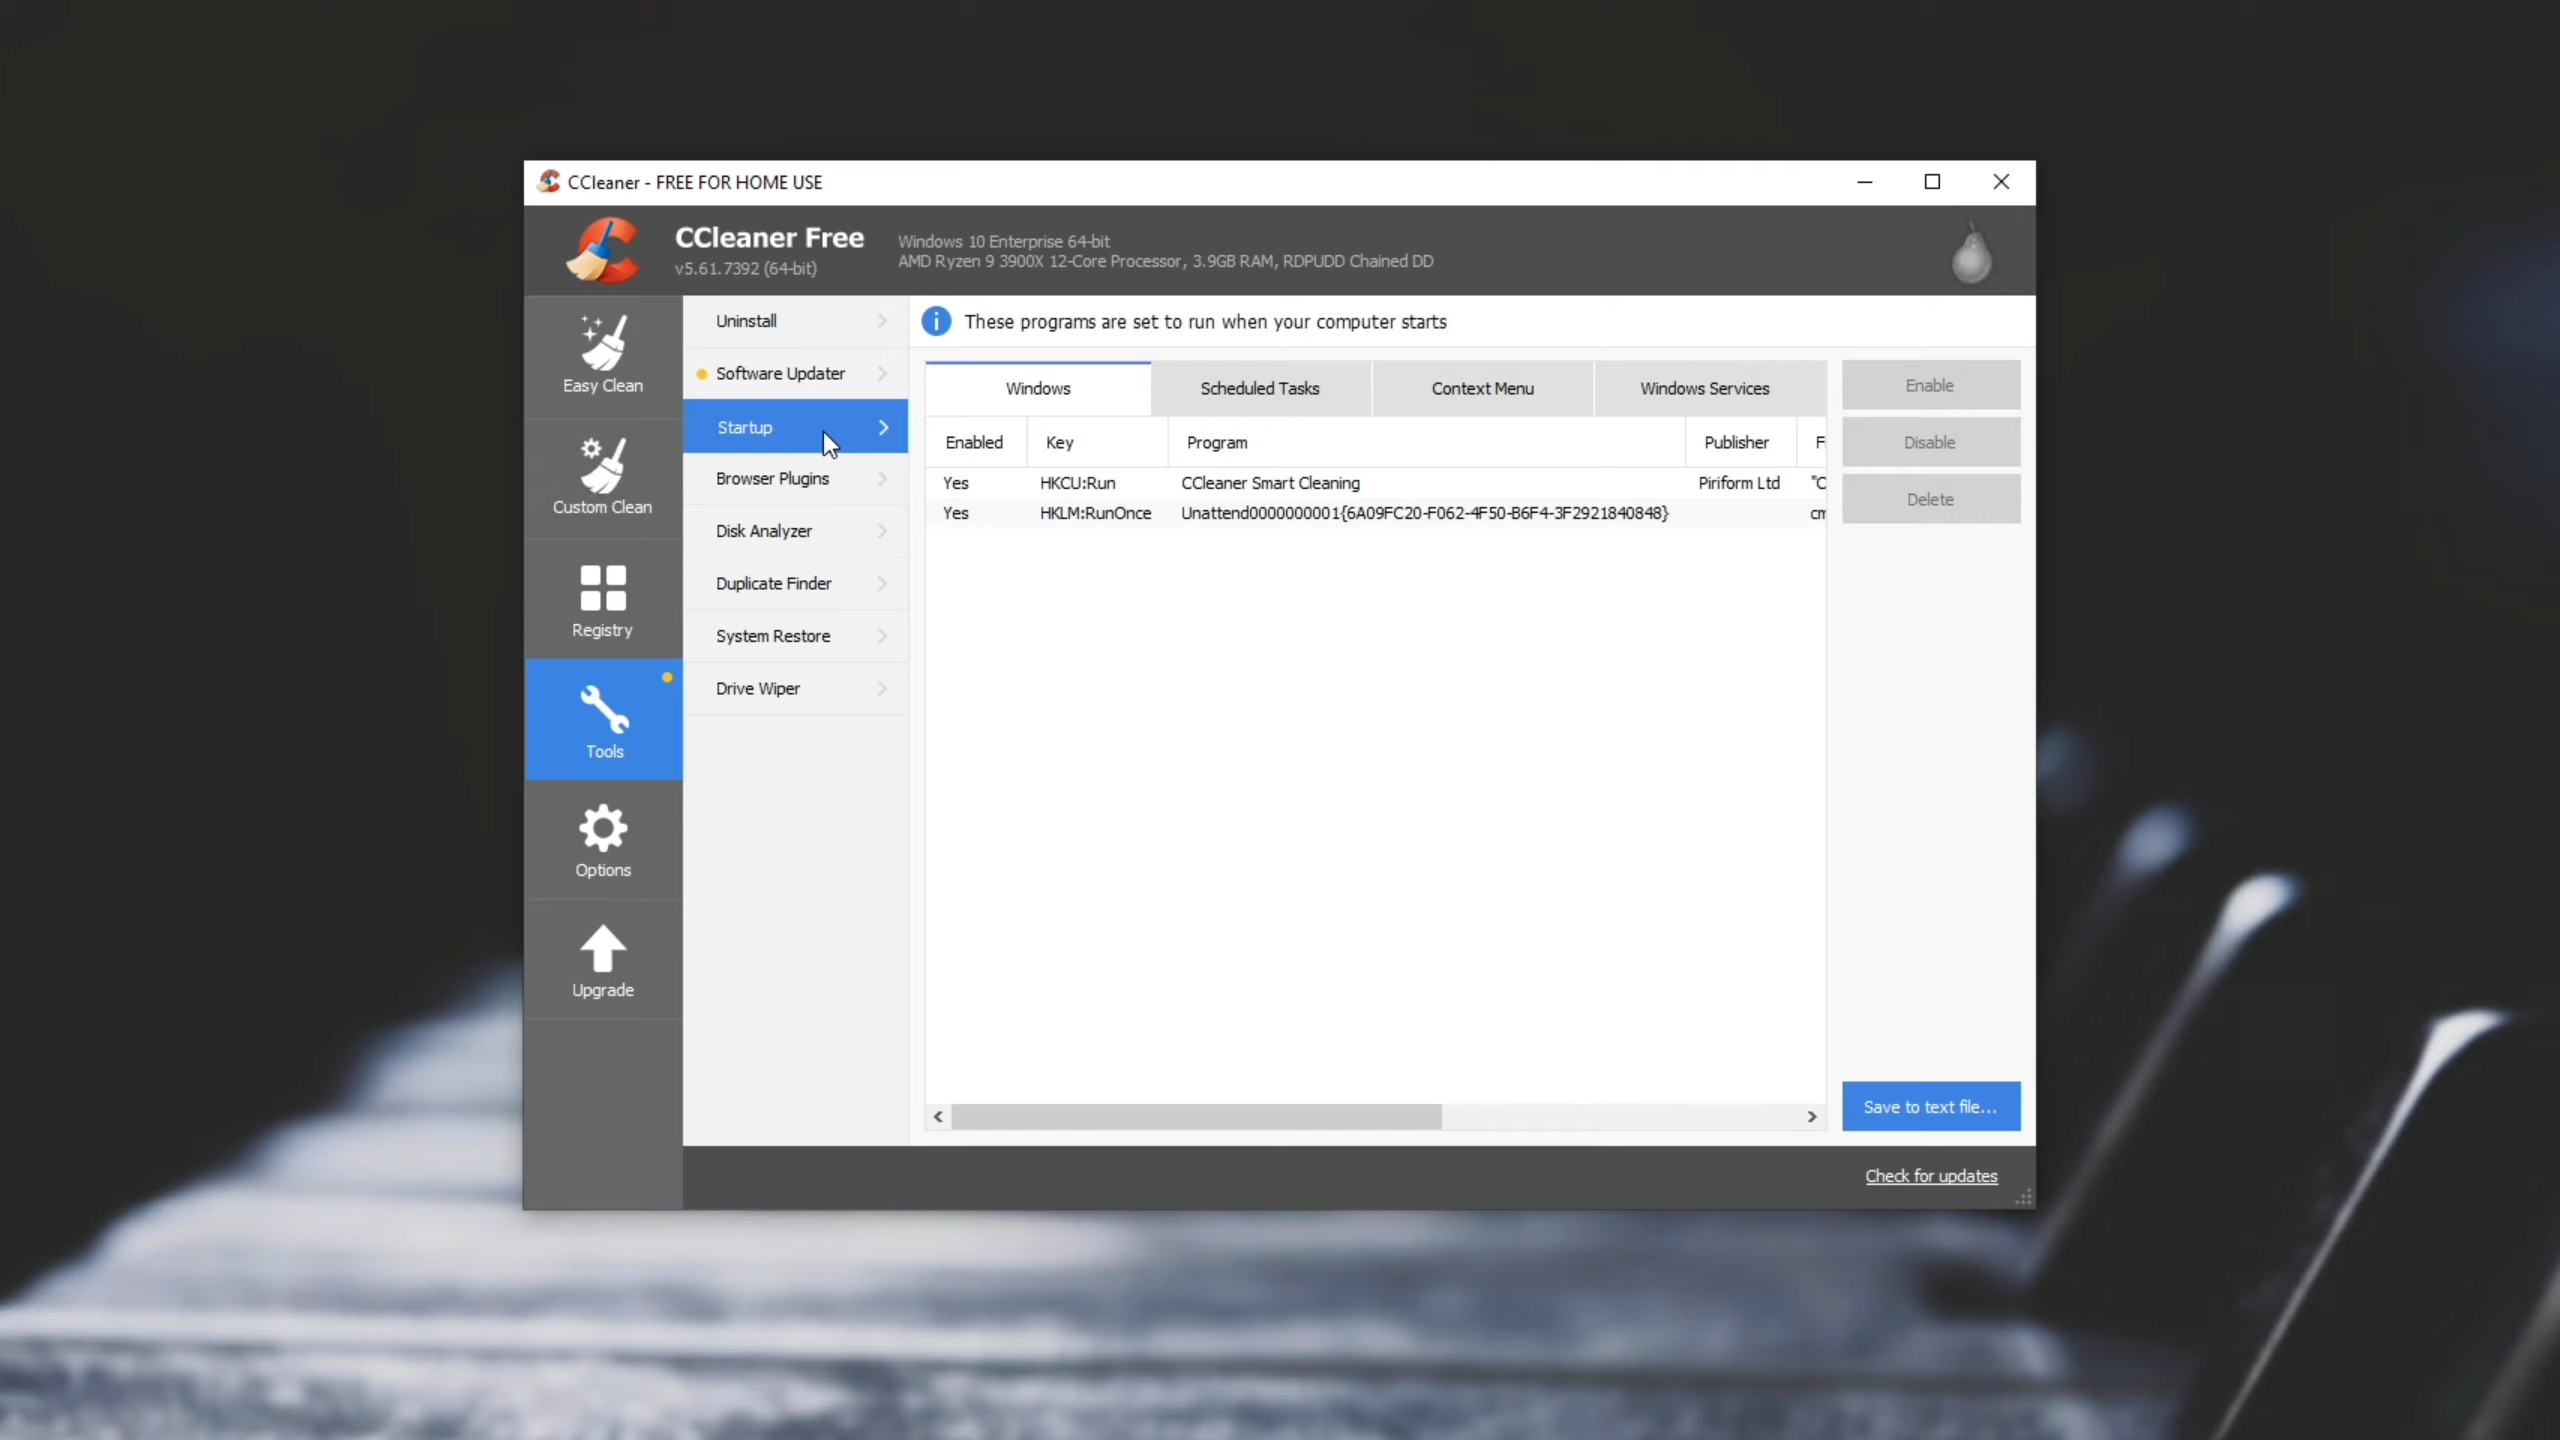 CCleaner - FREE FOR HOME USE
CCleaner Free
v5.61.7392 (64-bit)
Windows 10 Enterprise 64-bit
AMD Ryzen 9 3900X 12-Core Processor, 3.9GB RAM, RDPUDD Chained DD
Easy Clean
Custom Clean
Registry
Tools
Options
Upgrade
Uninstall
Software Updater
Startup
Browser Plugins
Disk Analyzer
Duplicate Finder
System Restore
Drive Wiper
These programs are set to run when your computer starts
Windows Scheduled Tasks Context Menu Windows Services
Enabled Key Program Publisher F
Yes HKCU:Run CCleaner Smart Cleaning Piriform Ltd "C
Yes HKLM:RunOnce Unattend0000000001{6A09FC20-F062-4F50-B6F4-3F2921840848} cm
Enable
Disable
Delete
Save to text file...
Check for updates